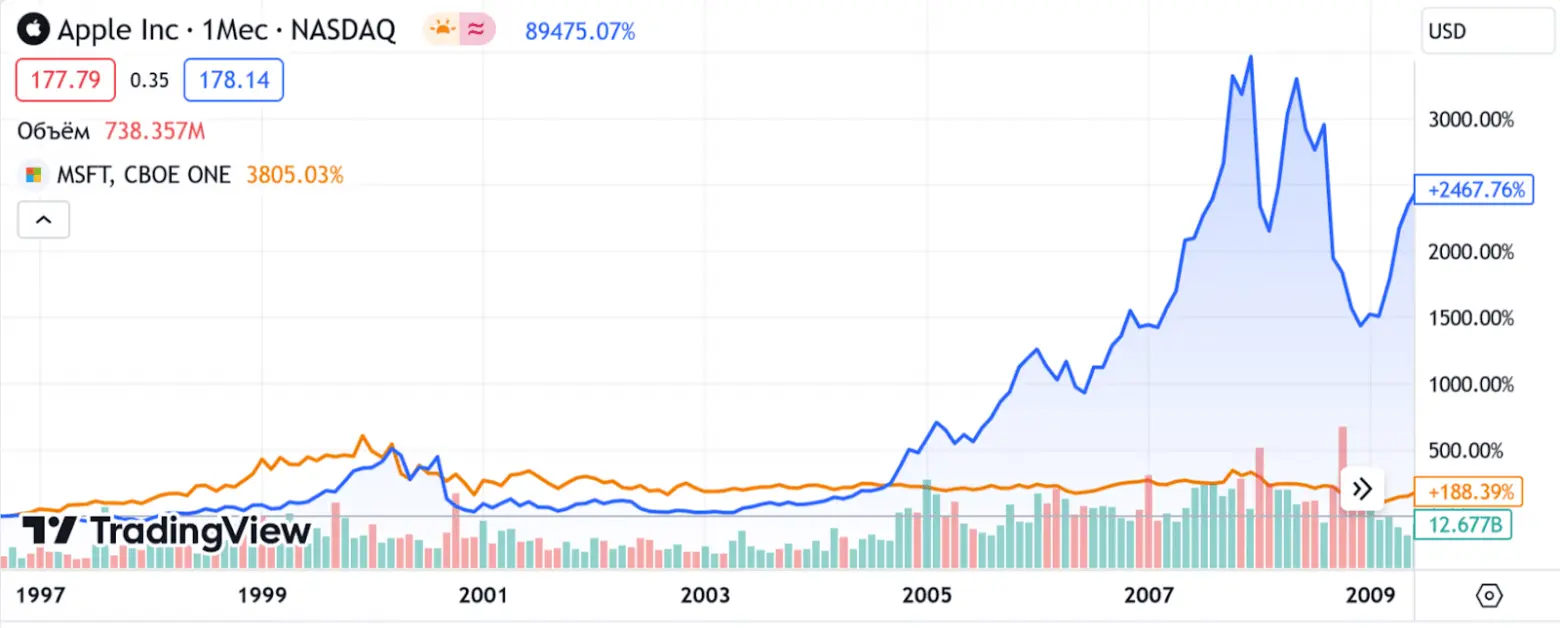 Apple Inc · 1Мес · NASDAQ 89475.07% USD
177.79 0.35 178.14
Объём 738.357M
MSFT, CBOE ONE 3805.03%
3000.00%
+2467.76%
2000.00%
1500.00%
1000.00%
500.00%
+188.39%
12.677B
TradingView
1997 1999 2001 2003 2005 2007 2009